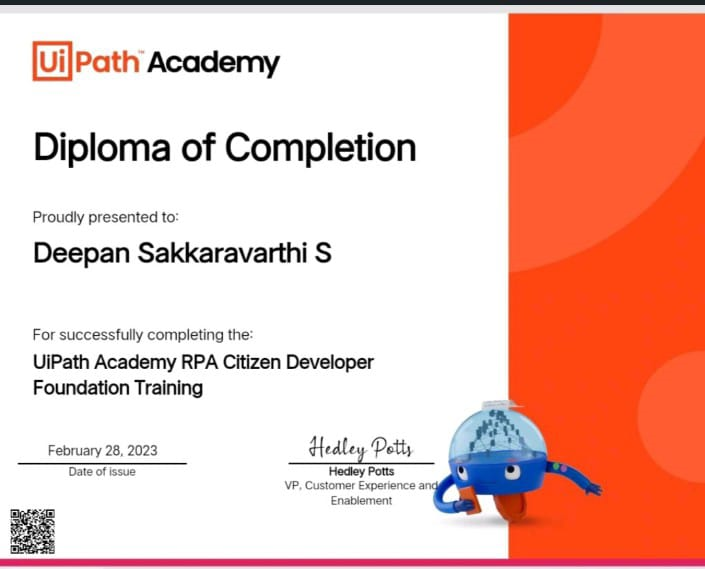 UiPath™ Academy
Diploma of Completion
Proudly presented to:
Deepan Sakkaravarthi S
For successfully completing the:
UiPath Academy RPA Citizen Developer
Foundation Training
February 28, 2023
Date of issue
Hedley Potts
Hedley Potts
VP, Customer Experience and
Enablement